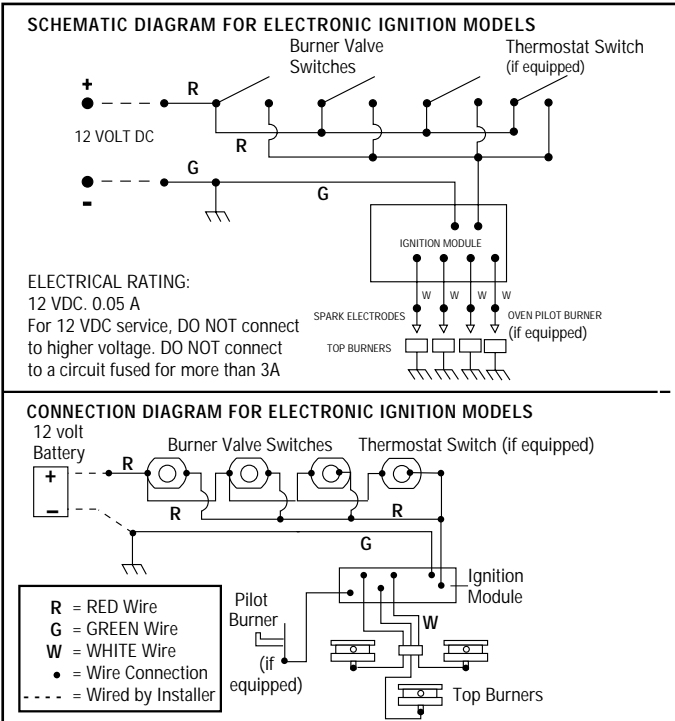 SCHEMATIC DIAGRAM FOR ELECTRONIC IGNITION MODELS
Burner Valve
Switches
Thermostat Switch
(if equipped)
+
R
12 VOLT DC
R
G
G
-
IGNITION MODULE
W W W W
SPARK ELECTRODES
OVEN PILOT BURNER
(if equipped)
TOP BURNERS
ELECTRICAL RATING:
12 VDC. 0.05 A
For 12 VDC service, DO NOT connect
to higher voltage. DO NOT connect
to a circuit fused for more than 3A
CONNECTION DIAGRAM FOR ELECTRONIC IGNITION MODELS
12 volt
Battery
Burner Valve Switches
Thermostat Switch (if equipped)
R
+
R
R
–
G
Ignition
Module
Pilot
Burner
(if
equipped)
W
Top Burners
R = RED Wire
G = GREEN Wire
W = WHITE Wire
• = Wire Connection
- - - - = Wired by Installer